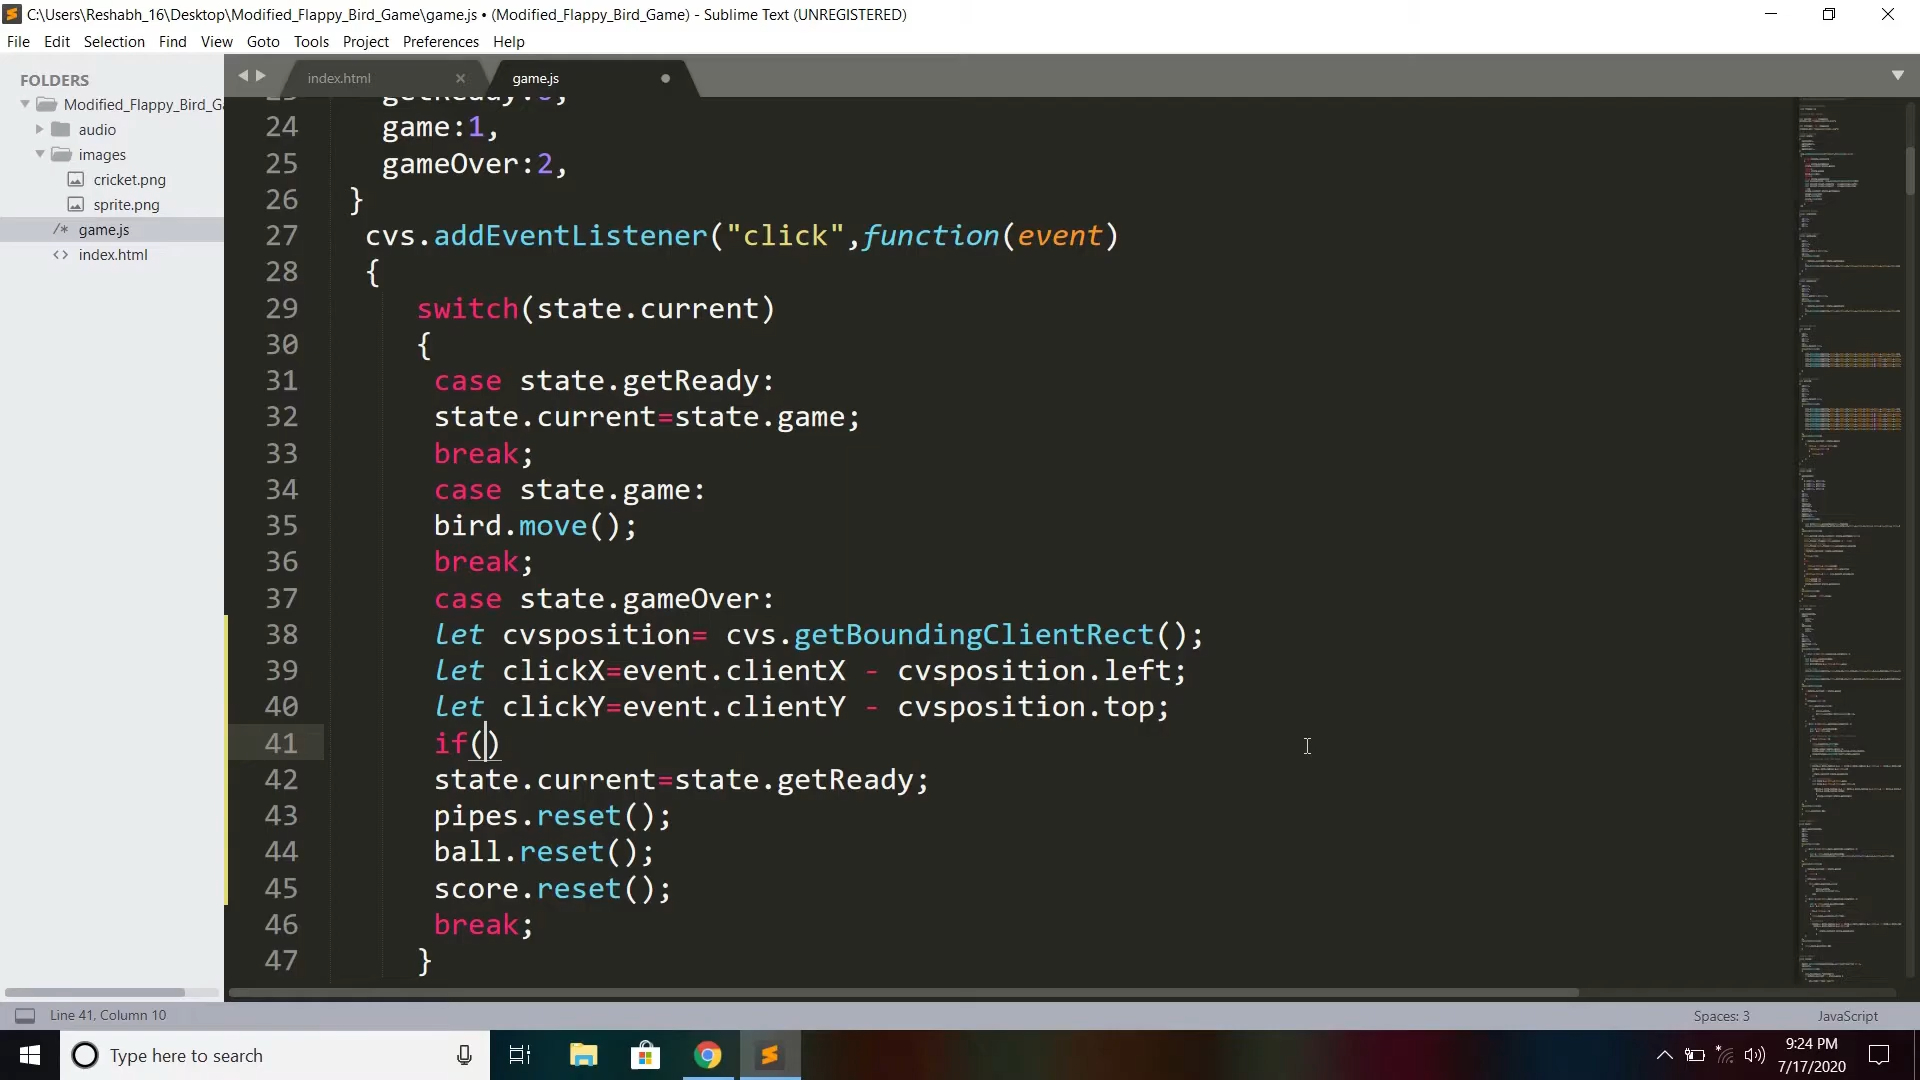 C:\Users\Reshabh_16\Desktop\Modified_Flappy_Bird_Game\game.js • (Modified_Flappy_Bird_Game) - Sublime Text (UNREGISTERED)
File Edit Selection Find View Goto Tools Project Preferences Help
FOLDERS
Modified_Flappy_Bird_Ga
audio
images
cricket.png
sprite.png
/* game.js
<> index.html
index.html
game.js
24 game:1,
25 gameOver:2,
26 }
27 cvs.addEventListener("click",function(event)
28 {
29 switch(state.current)
30 {
31 case state.getReady:
32 state.current=state.game;
33 break;
34 case state.game:
35 bird.move();
36 break;
37 case state.gameOver:
38 let cvsposition= cvs.getBoundingClientRect();
39 let clickX=event.clientX - cvsposition.left;
40 let clickY=event.clientY - cvsposition.top;
41 if()
42 state.current=state.getReady;
43 pipes.reset();
44 ball.reset();
45 score.reset();
46 break;
47 }
Line 41, Column 10
Spaces: 3
JavaScript
Type here to search
9:24 PM
7/17/2020